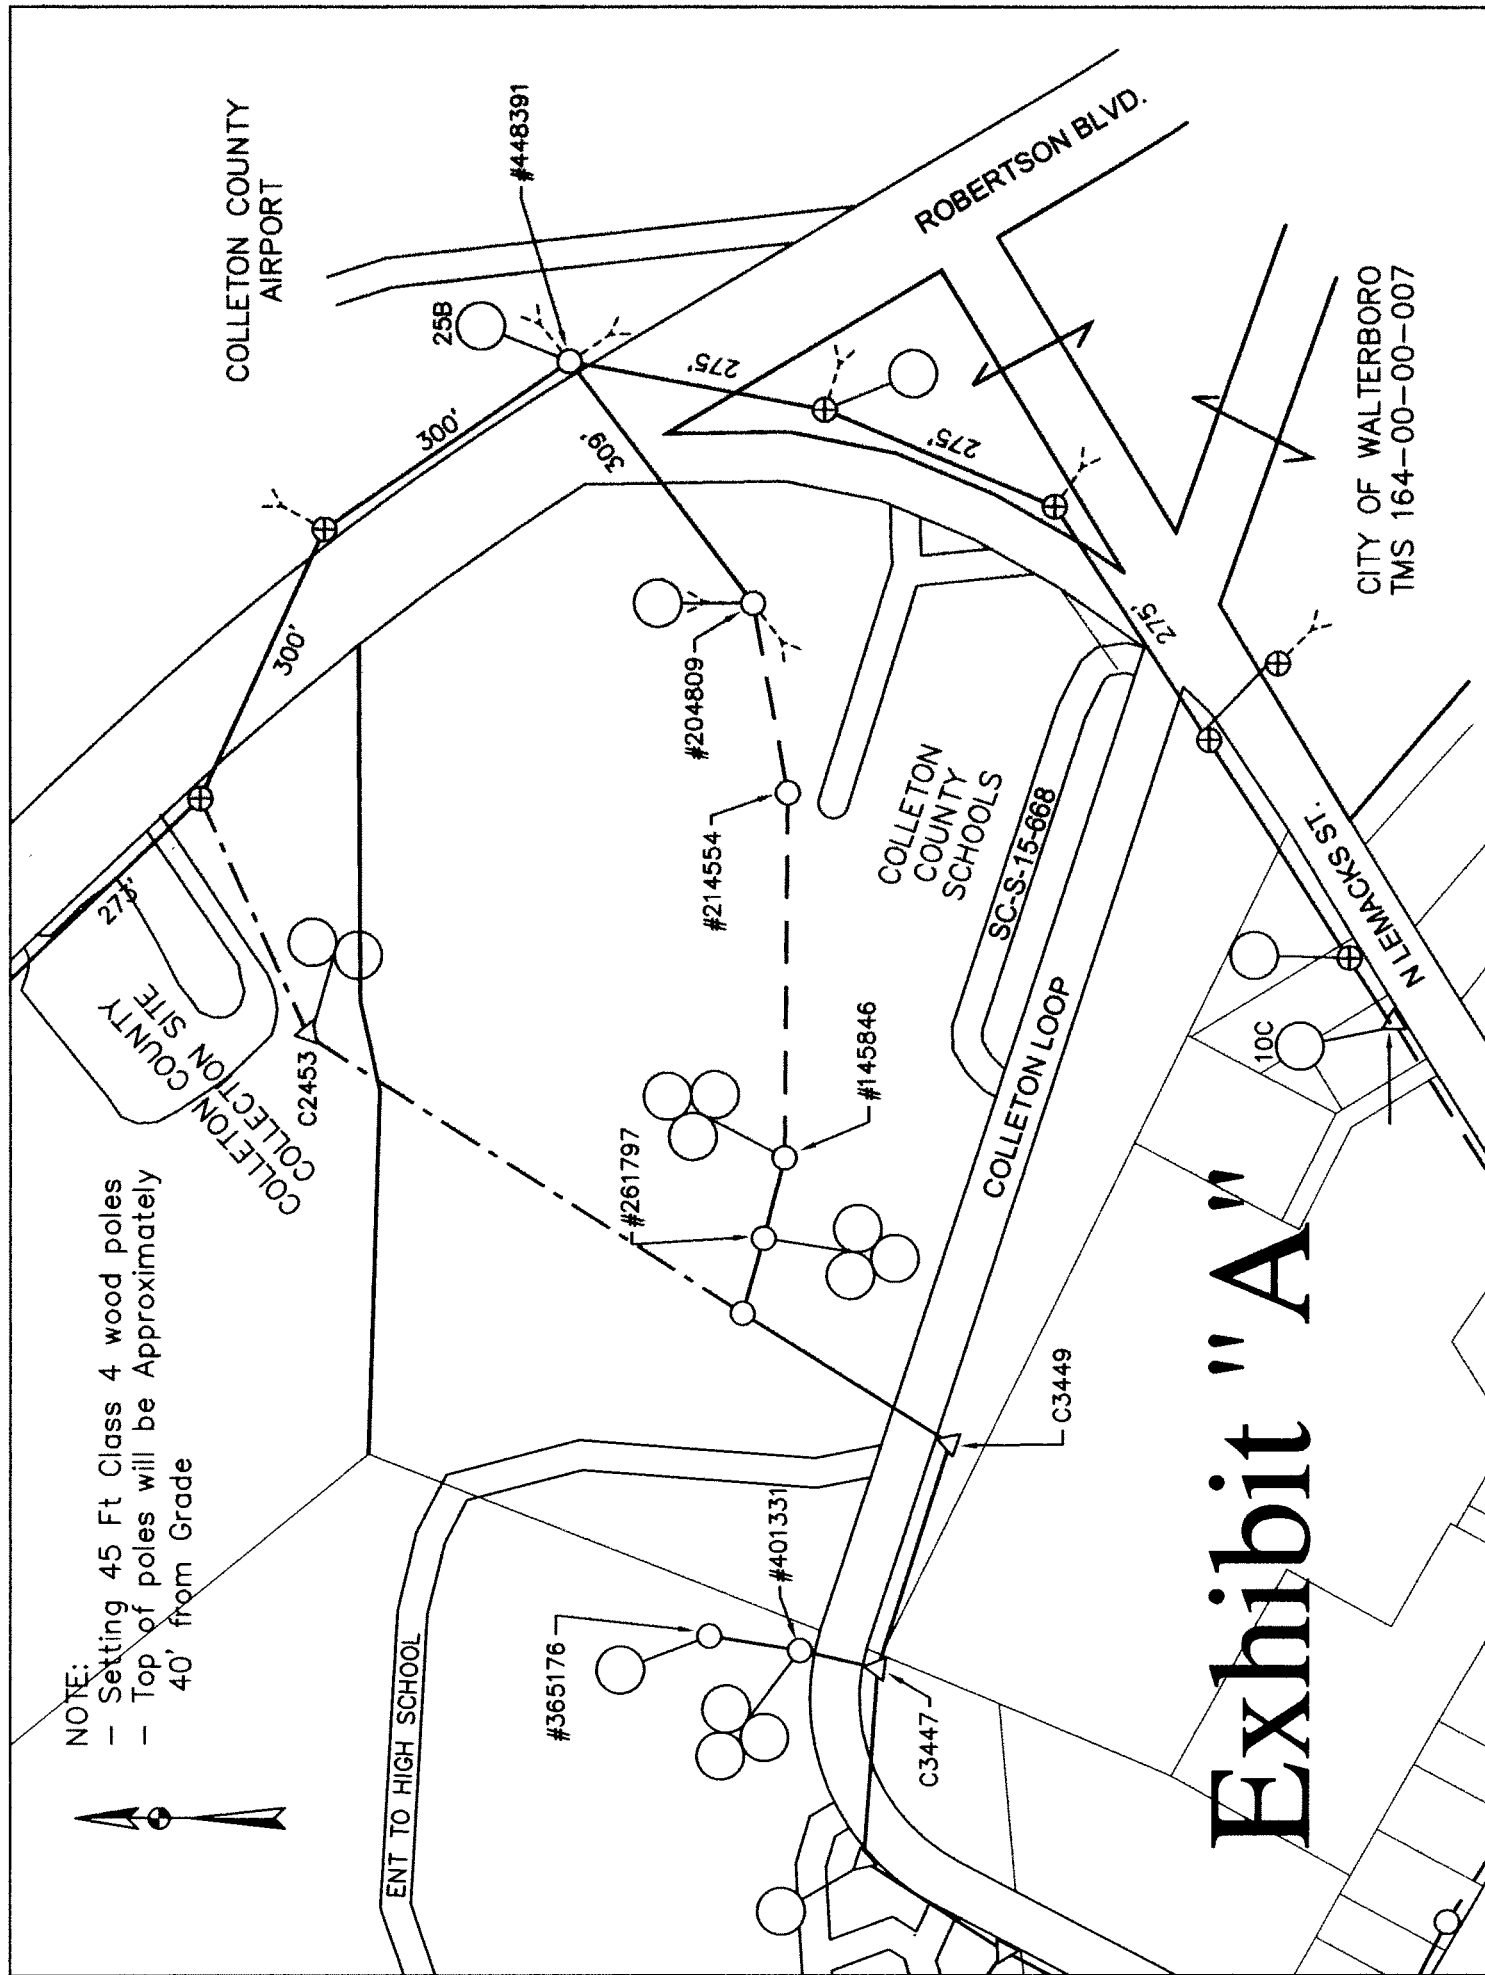 NOTE:
– Setting 45 Ft Class 4 wood poles
– Top of poles will be Approximately
40' from Grade
COLLETON COUNTY
AIRPORT
COLLETON COUNTY
COLLECTION SITE
275'
300'
300'
25B
#448391
309'
275'
275'
275'
ROBERTSON BLVD.
C2453
#204809
#214554
#145846
#261797
COLLETON
COUNTY
SCHOOLS
SC-S-15-668
COLLETON LOOP
ENT TO HIGH SCHOOL
#365176
#401331
C3449
C3447
10C
N LEMACKS ST.
CITY OF WALTERBORO
TMS 164–00–00–007
Exhibit "A"